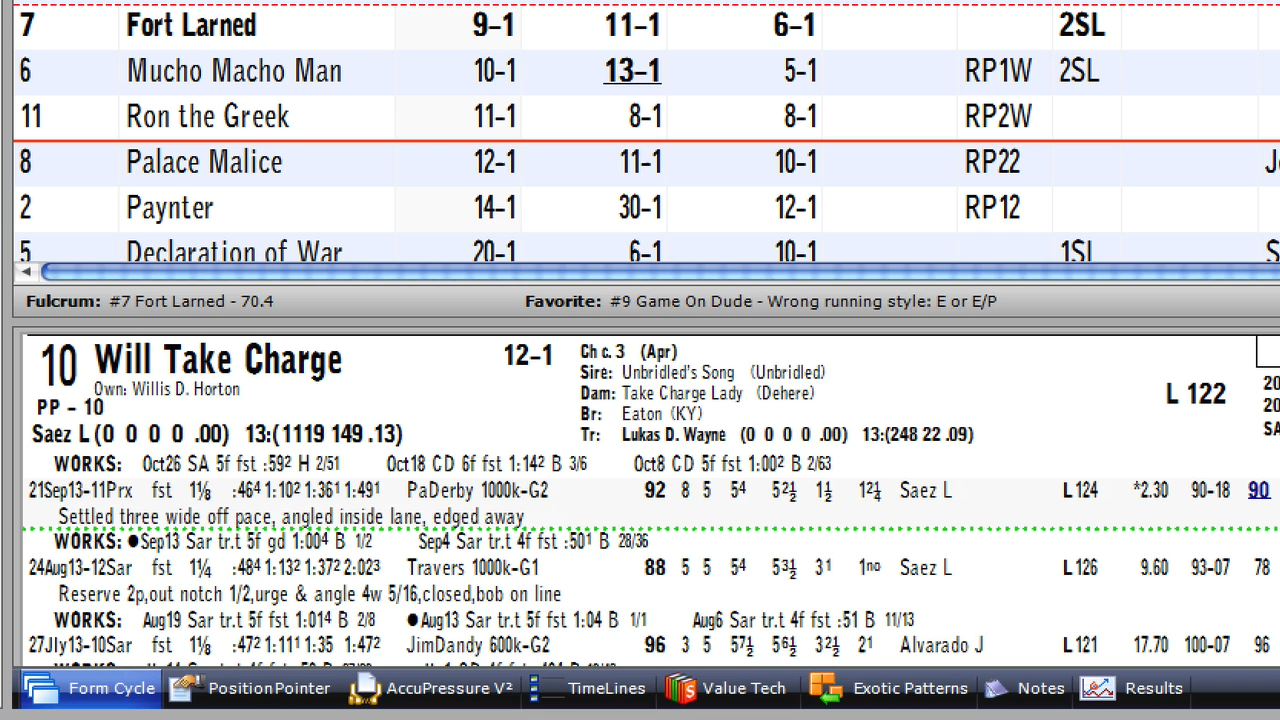 7 Fort Larned 9–1 11–1 6–1 2SL
6 Mucho Macho Man 10–1 13–1 5–1 RP1W 2SL
11 Ron the Greek 11–1 8–1 8–1 RP2W
8 Palace Malice 12–1 11–1 10–1 RP22
2 Paynter 14–1 30–1 12–1 RP12
5 Declaration of War 20–1 6–1 10–1 1SL
Fulcrum: #7 Fort Larned - 70.4 Favorite: #9 Game On Dude - Wrong running style: E or E/P
10 Will Take Charge 12–1 Ch c. 3 (Apr)
Sire: Unbridled's Song (Unbridled)
Own: Willis D. Horton Dam: Take Charge Lady (Dehere) L 122
PP – 10 Br: Eaton (KY)
Saez L (0 0 0 0 .00) 13:(1119 149 .13) Tr: Lukas D. Wayne (0 0 0 0 .00) 13:(248 22 .09)
WORKS: Oct26 SA 5f fst :59² H 2/51 Oct18 CD 6f fst 1:14² B 3/6 Oct8 CD 5f fst 1:00² B 2/63
21Sep13–11Prx fst 1⅛ :46⁴ 1:10² 1:36¹ 1:49¹ PaDerby 1000k–G2 92 8 5 5⁴ 5²½ 1½ 1²¼ Saez L L 124 *2.30 90–18 90
Settled three wide off pace, angled inside lane, edged away
WORKS: ●Sep13 Sar tr.t 5f gd 1:00⁴ B 1/2 Sep4 Sar tr.t 4f fst :50¹ B 28/36
24Aug13–12Sar fst 1¼ :48⁴ 1:13² 1:37² 2:02³ Travers 1000k–G1 88 5 5 5⁴ 5³½ 3¹ 1ⁿᵒ Saez L L 126 9.60 93–07 78
Reserve 2p,out notch 1/2,urge & angle 4w 5/16,closed,bob on line
WORKS: Aug19 Sar tr.t 5f fst 1:01⁴ B 2/8 ●Aug13 Sar tr.t 5f fst 1:04 B 1/1 Aug6 Sar tr.t 4f fst :51 B 11/13
27Jly13–10Sar fst 1⅛ :47² 1:11¹ 1:35 1:47² JimDandy 600k–G2 96 3 5 5⁷½ 5⁶½ 3²½ 2¹ Alvarado J L 121 17.70 100–07 96
Form Cycle PositionPointer AccuPressure V² TimeLines Value Tech Exotic Patterns Notes Results